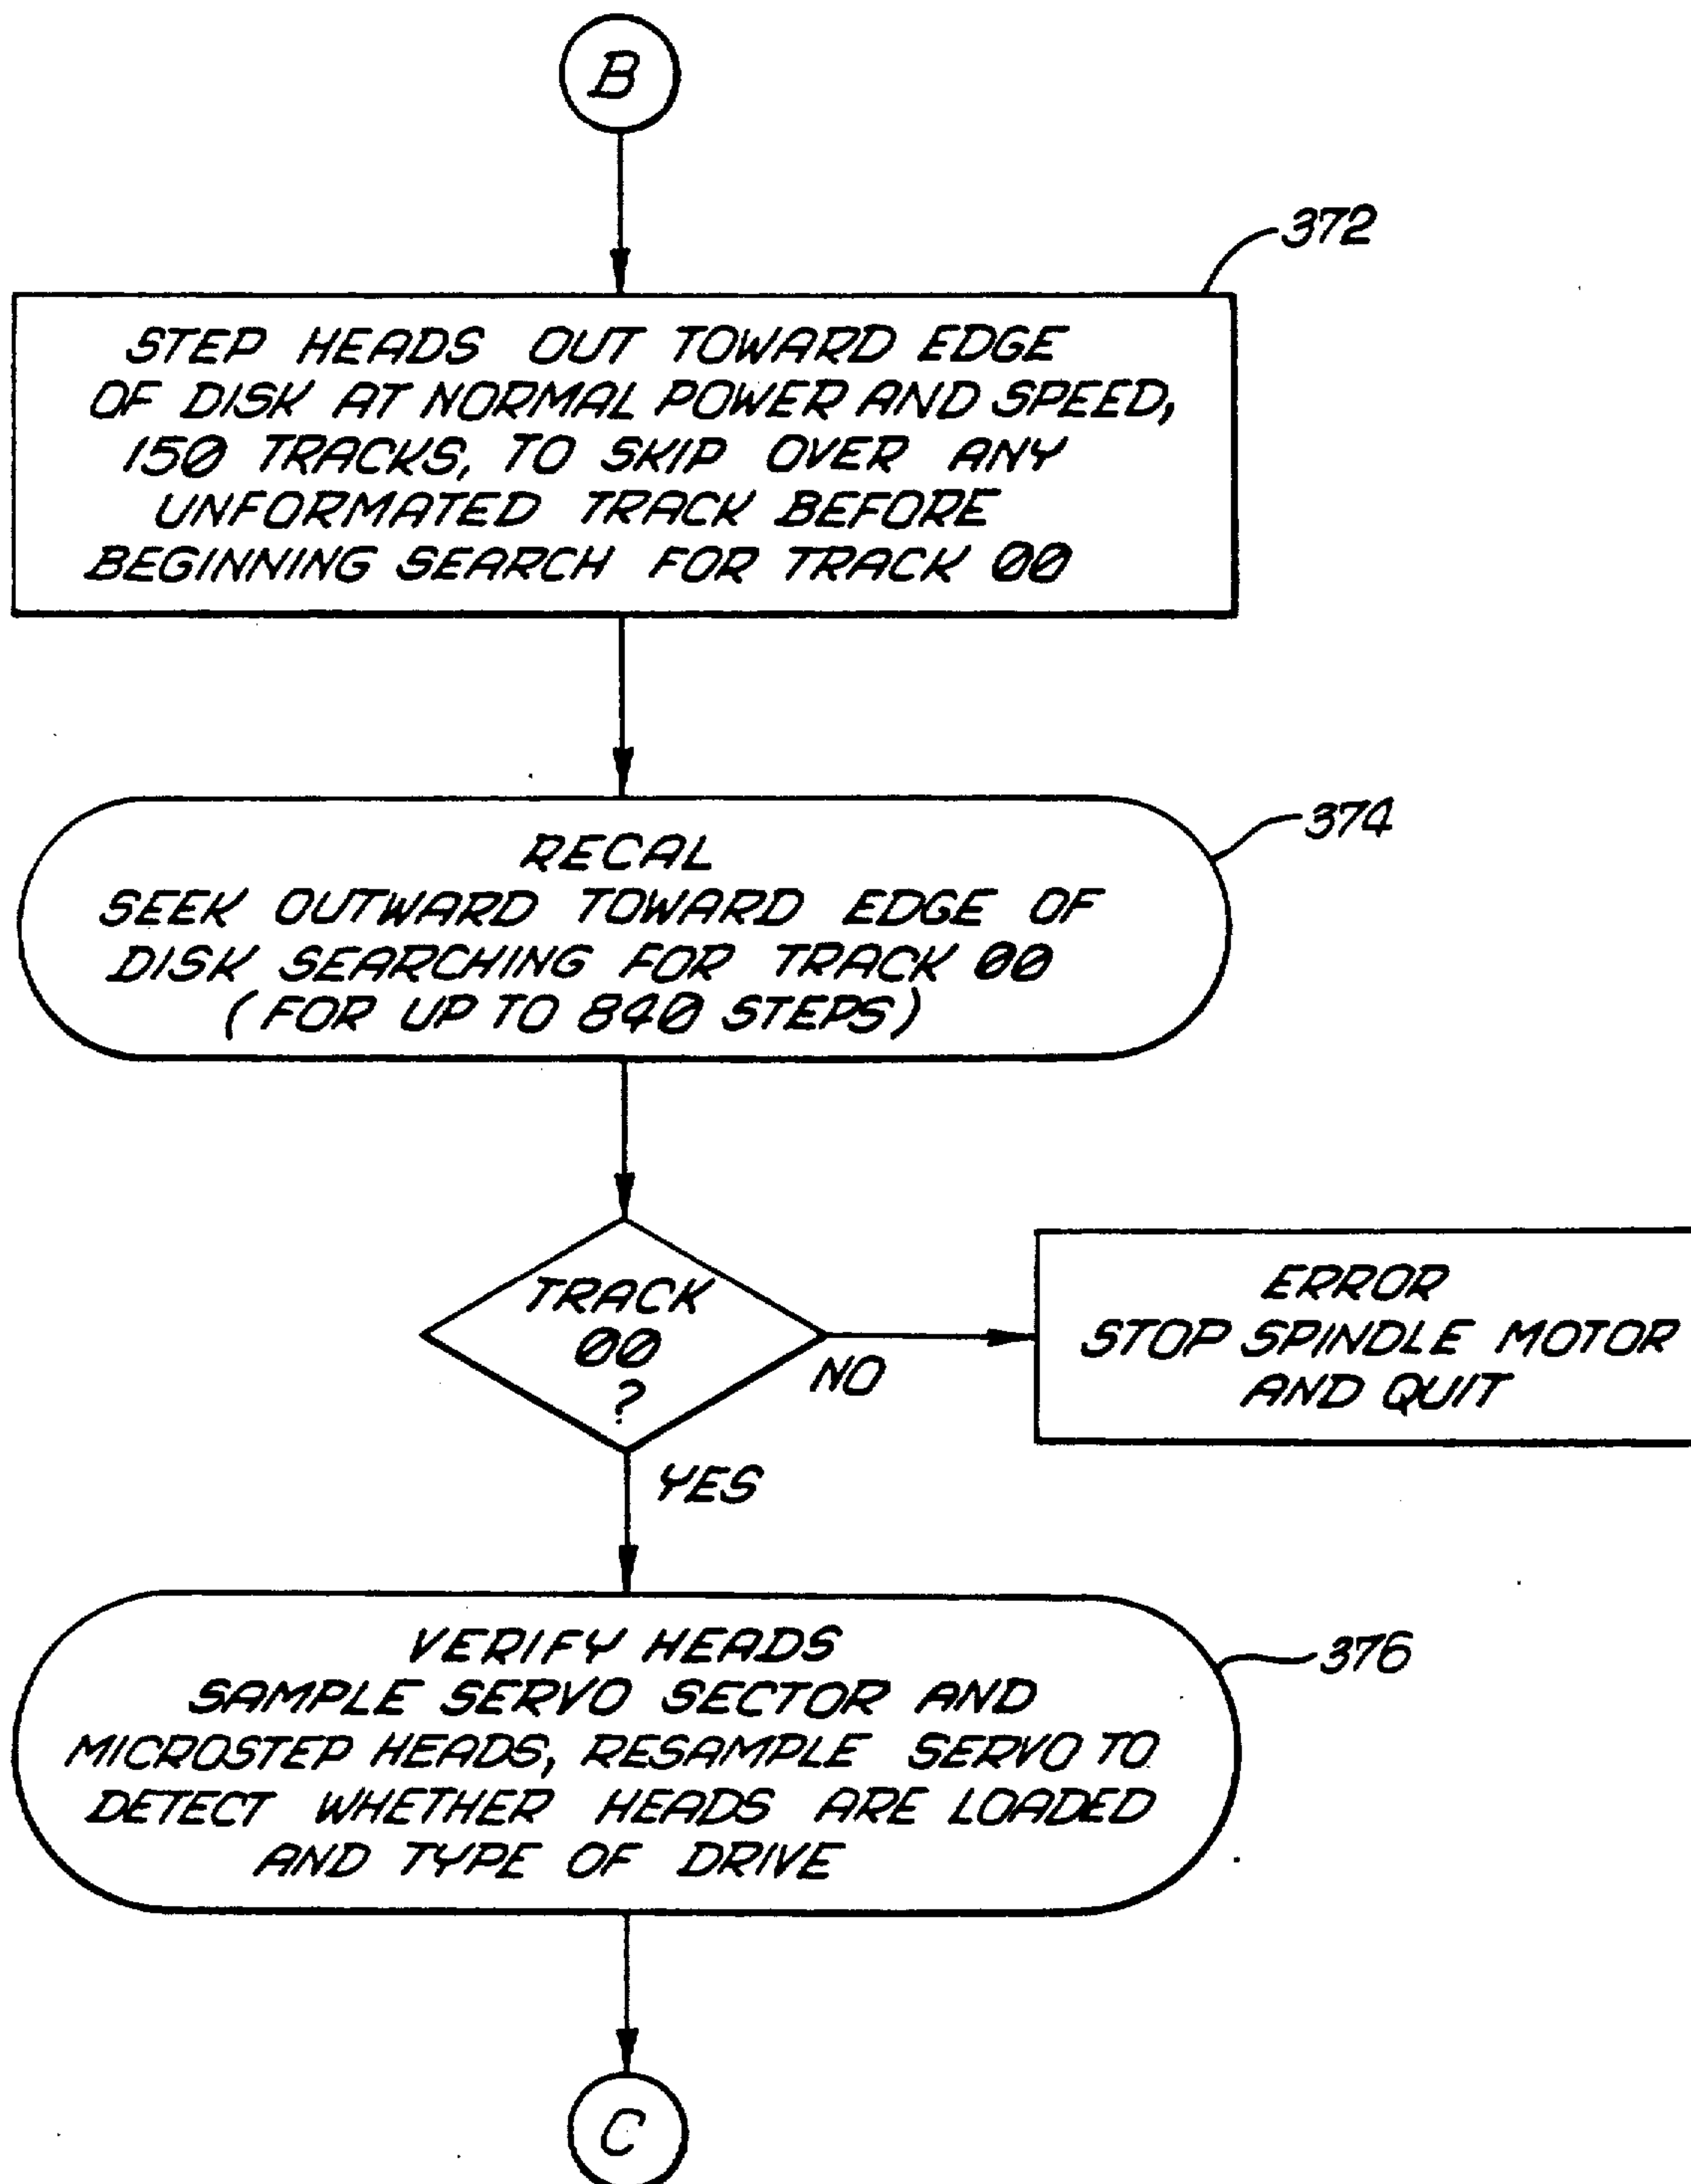 B
372
STEP HEADS OUT TOWARD EDGE
OF DISK AT NORMAL POWER AND SPEED,
150 TRACKS, TO SKIP OVER ANY
UNFORMATED TRACK BEFORE
BEGINNING SEARCH FOR TRACK 00
374
RECAL
SEEK OUTWARD TOWARD EDGE OF
DISK SEARCHING FOR TRACK 00
(FOR UP TO 840 STEPS)
TRACK
00
?
NO
ERROR
STOP SPINDLE MOTOR
AND QUIT
YES
376
VERIFY HEADS
SAMPLE SERVO SECTOR AND
MICROSTEP HEADS, RESAMPLE SERVO TO
DETECT WHETHER HEADS ARE LOADED
AND TYPE OF DRIVE
C